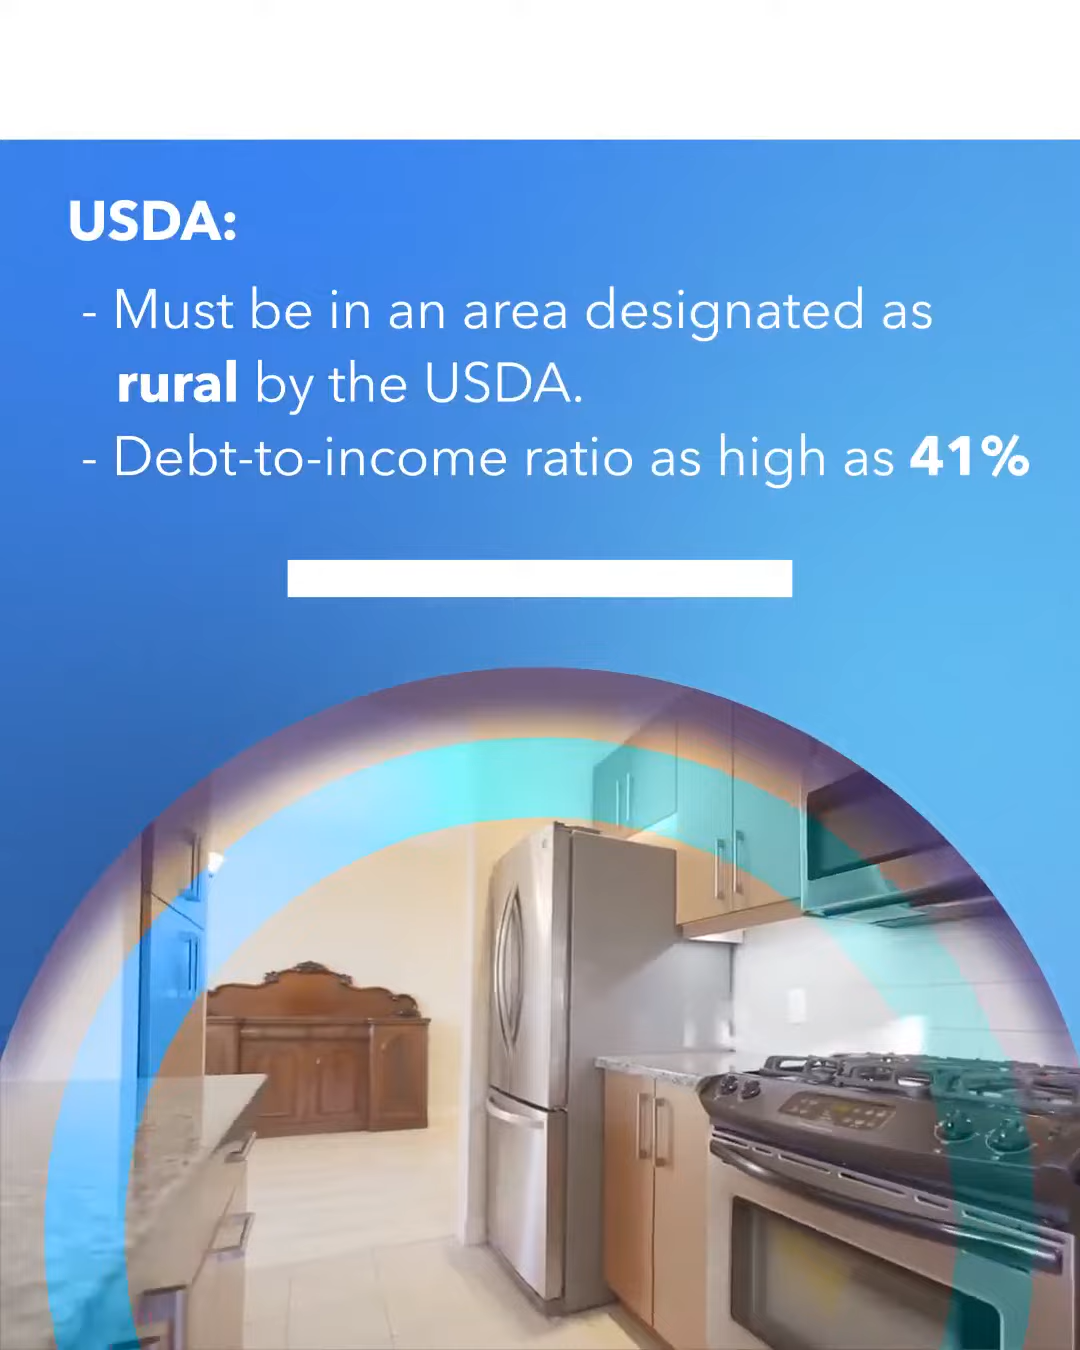 USDA:
- Must be in an area designated as
rural by the USDA.
- Debt-to-income ratio as high as 41%